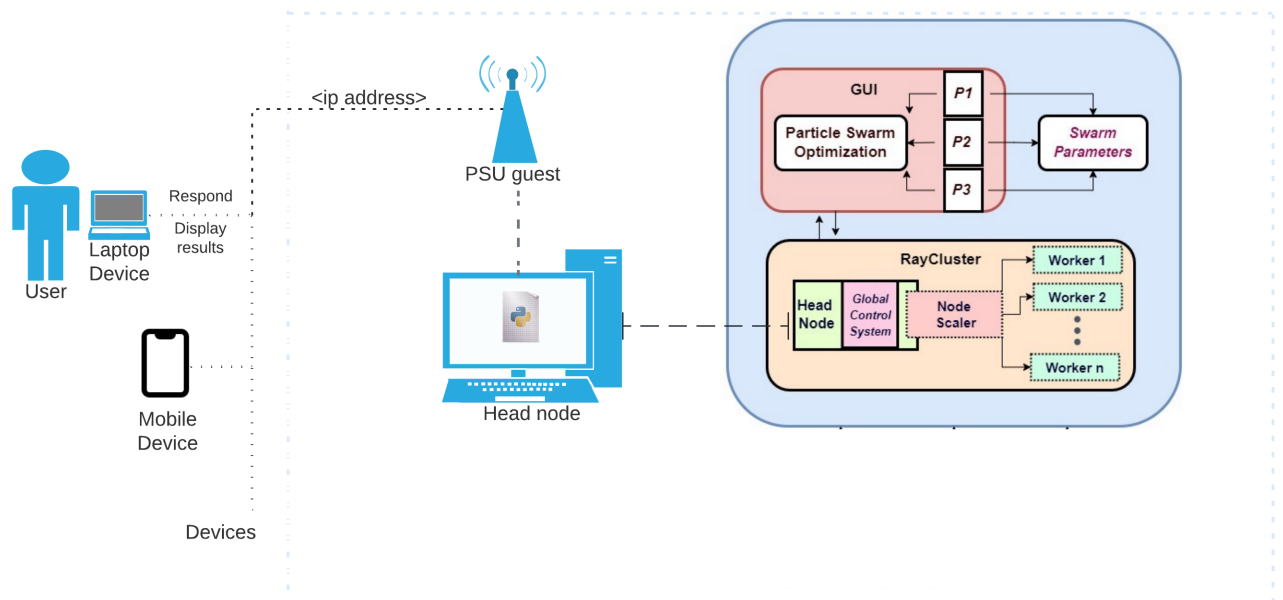 <ip address>
PSU guest
Respond
Display
results
Laptop
Device
User
Mobile
Device
Devices
Head node
GUI
P1
P2
P3
Particle Swarm
Optimization
Swarm
Parameters
RayCluster
Head
Node
Global
Control
System
Node
Scaler
Worker 1
Worker 2
Worker n